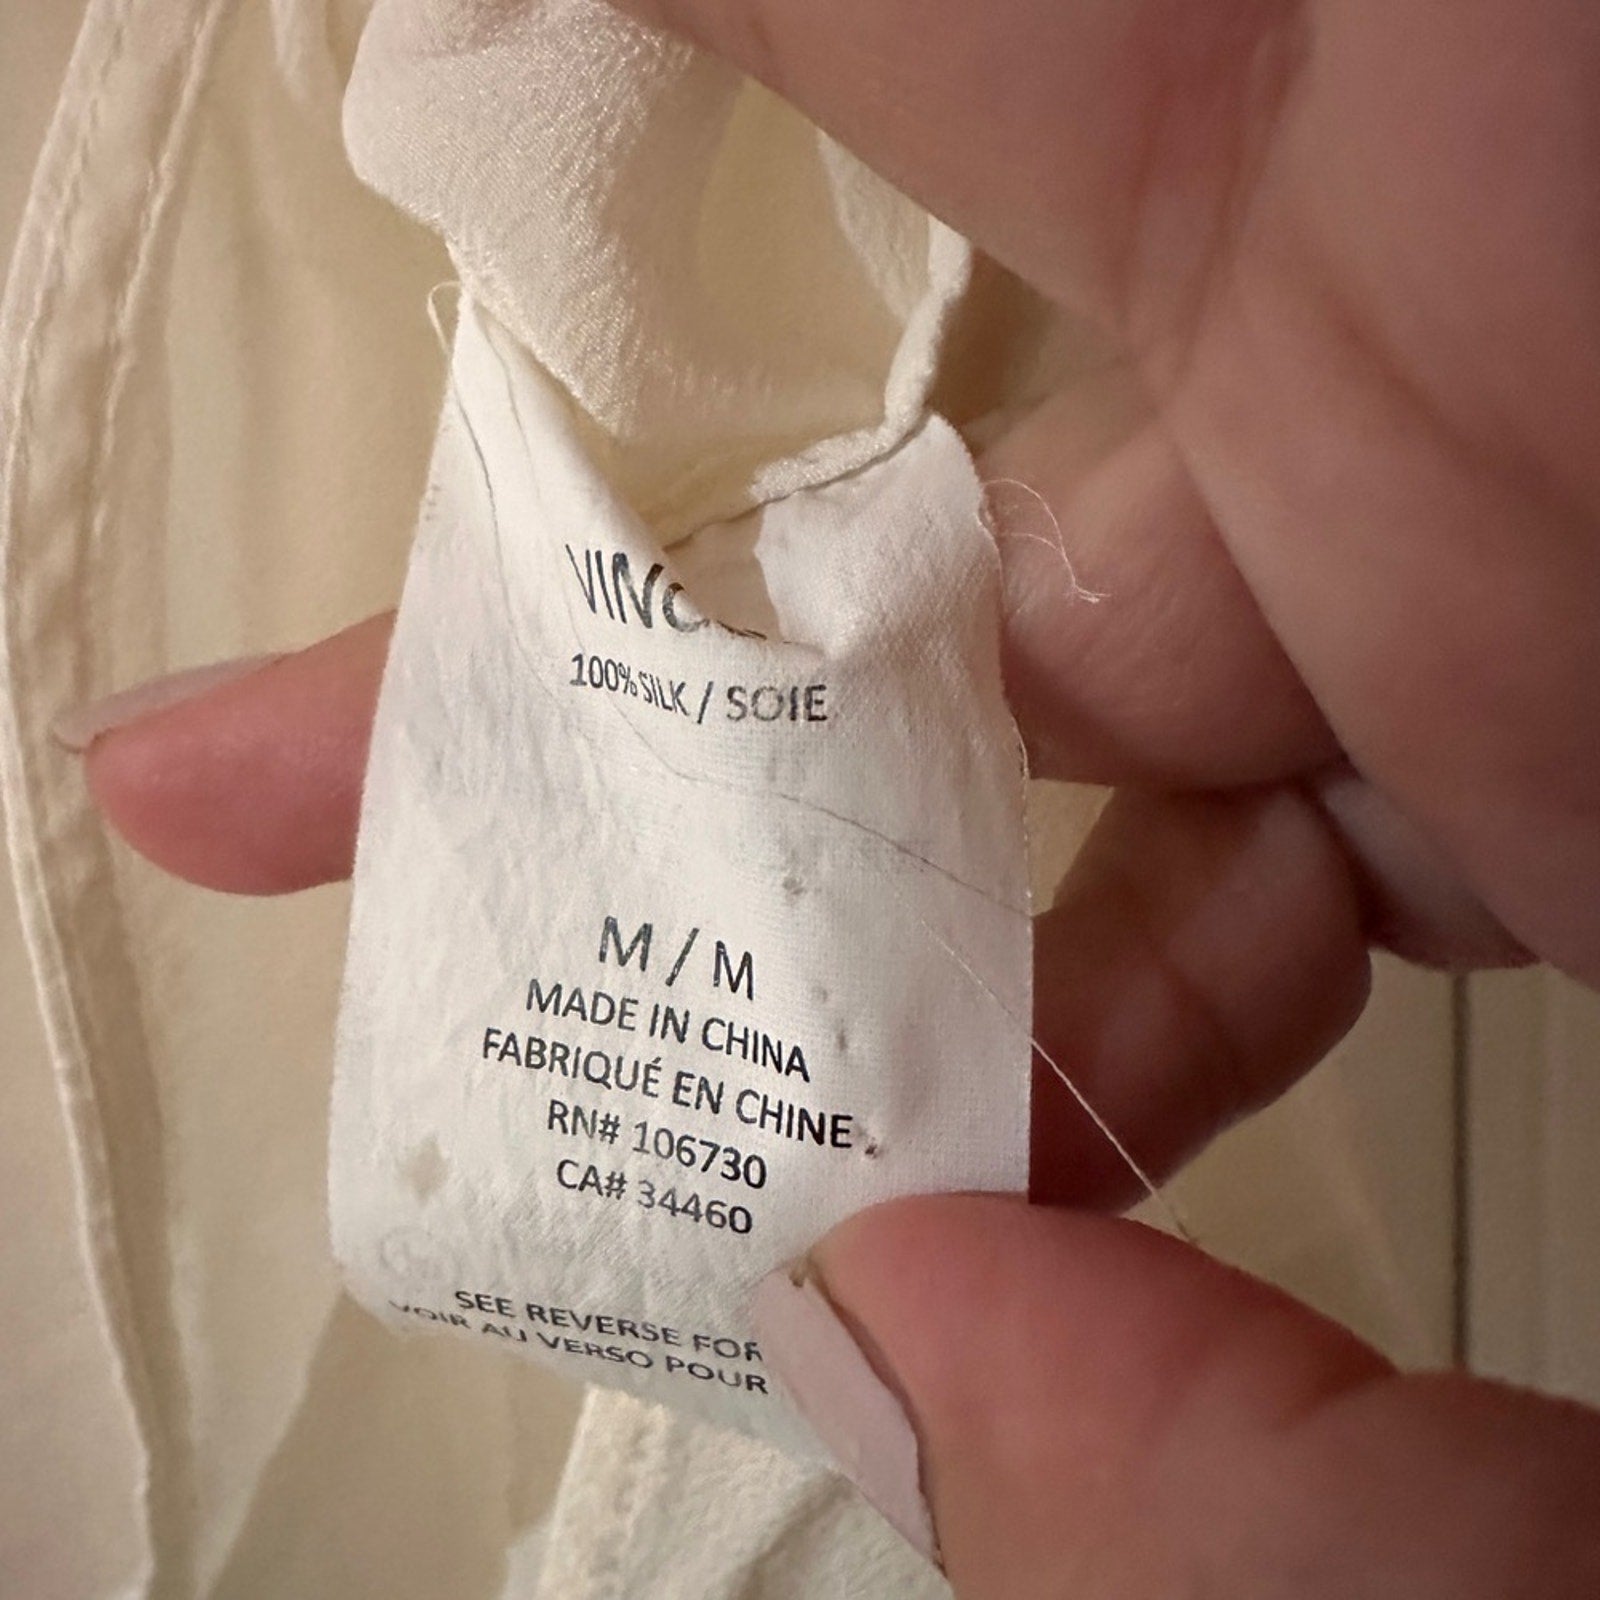 VINC
100% SILK / SOIE
M / M
MADE IN CHINA
FABRIQUÉ EN CHINE
RN# 106730
CA# 34460
SEE REVERSE FOR
VOIR AU VERSO POUR